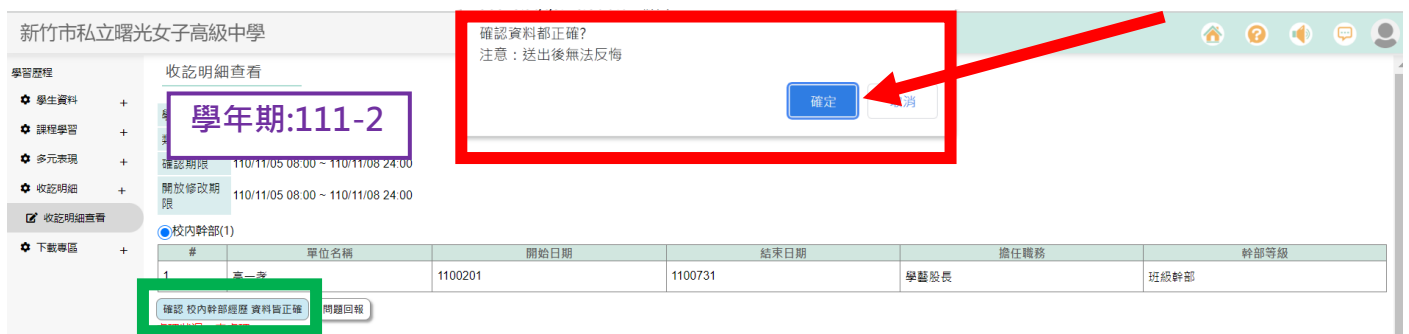 新竹市私立曙光女子高級中學
確認資料都正確?
注意：送出後無法反悔
確定
消
學習歷程
學生資料 +
課程學習 +
多元表現 +
收訖明細 +
收訖明細查看
下載專區 +
收訖明細查看
學年期:111-2
確認期限 110/11/05 08:00 ~ 110/11/08 24:00
開放修改期限 110/11/05 08:00 ~ 110/11/08 24:00
校內幹部(1)
# 單位名稱 開始日期 結束日期 擔任職務 幹部等級
1 高一孝 1100201 1100731 學藝股長 班級幹部
確認 校內幹部經歷 資料皆正確 問題回報